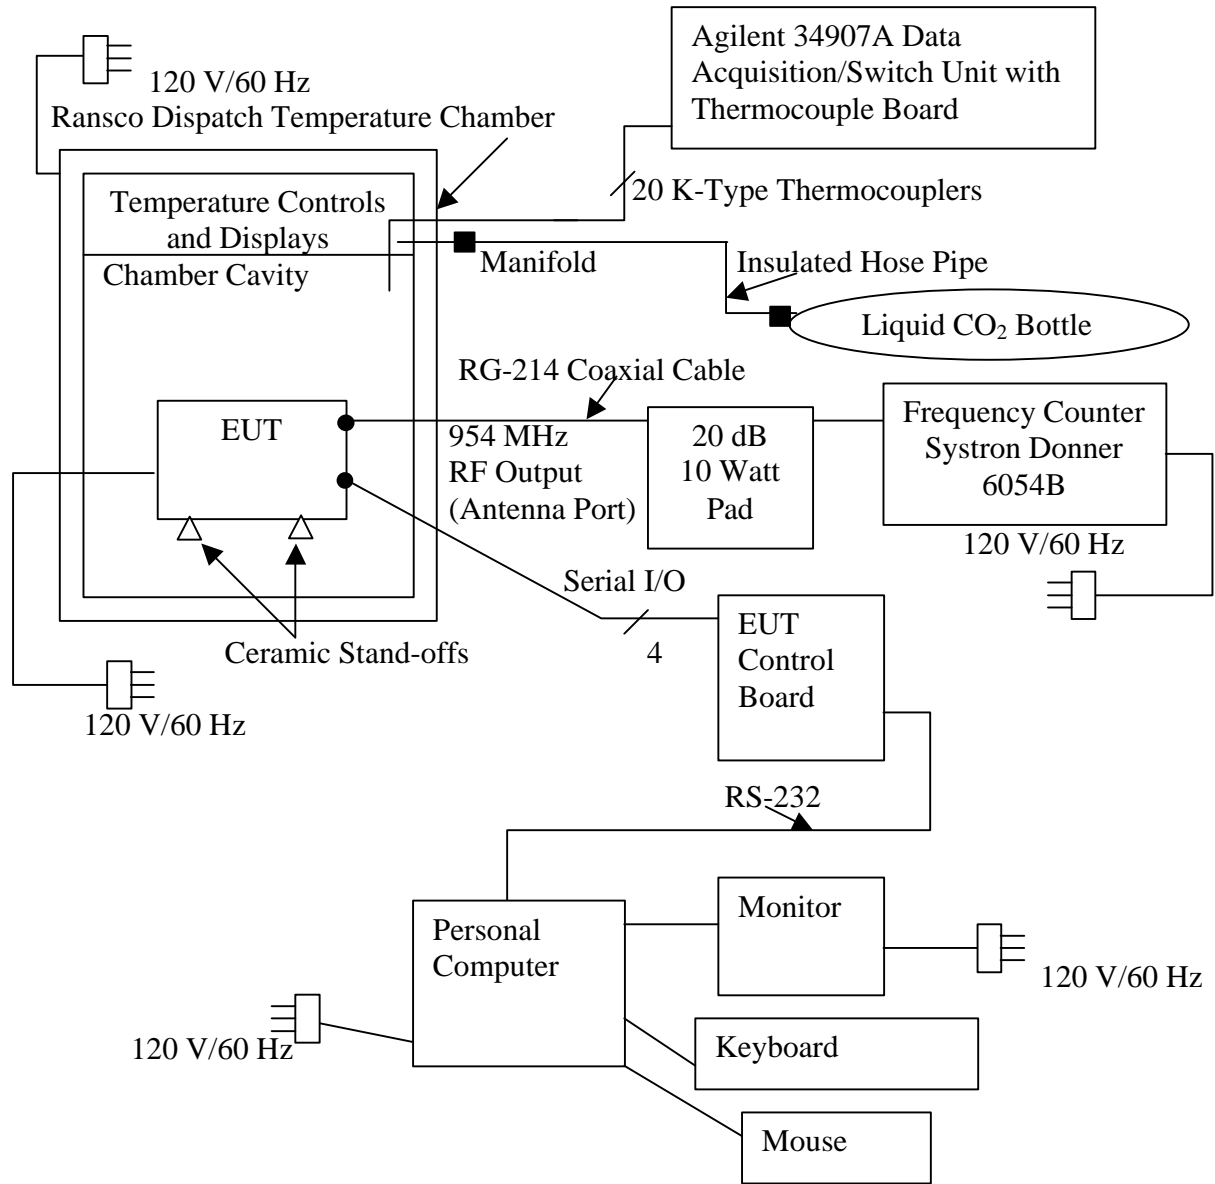 120 V/60 Hz
Ransco Dispatch Temperature Chamber
Agilent 34907A Data
Acquisition/Switch Unit with
Thermocouple Board
20 K-Type Thermocouplers
Temperature Controls
and Displays
Chamber Cavity
Manifold
Insulated Hose Pipe
Liquid CO₂ Bottle
RG-214 Coaxial Cable
EUT
954 MHz
RF Output
(Antenna Port)
20 dB
10 Watt
Pad
Frequency Counter
Systron Donner
6054B
120 V/60 Hz
Serial I/O
4
Ceramic Stand-offs
120 V/60 Hz
EUT
Control
Board
RS-232
Personal
Computer
Monitor
120 V/60 Hz
120 V/60 Hz
Keyboard
Mouse